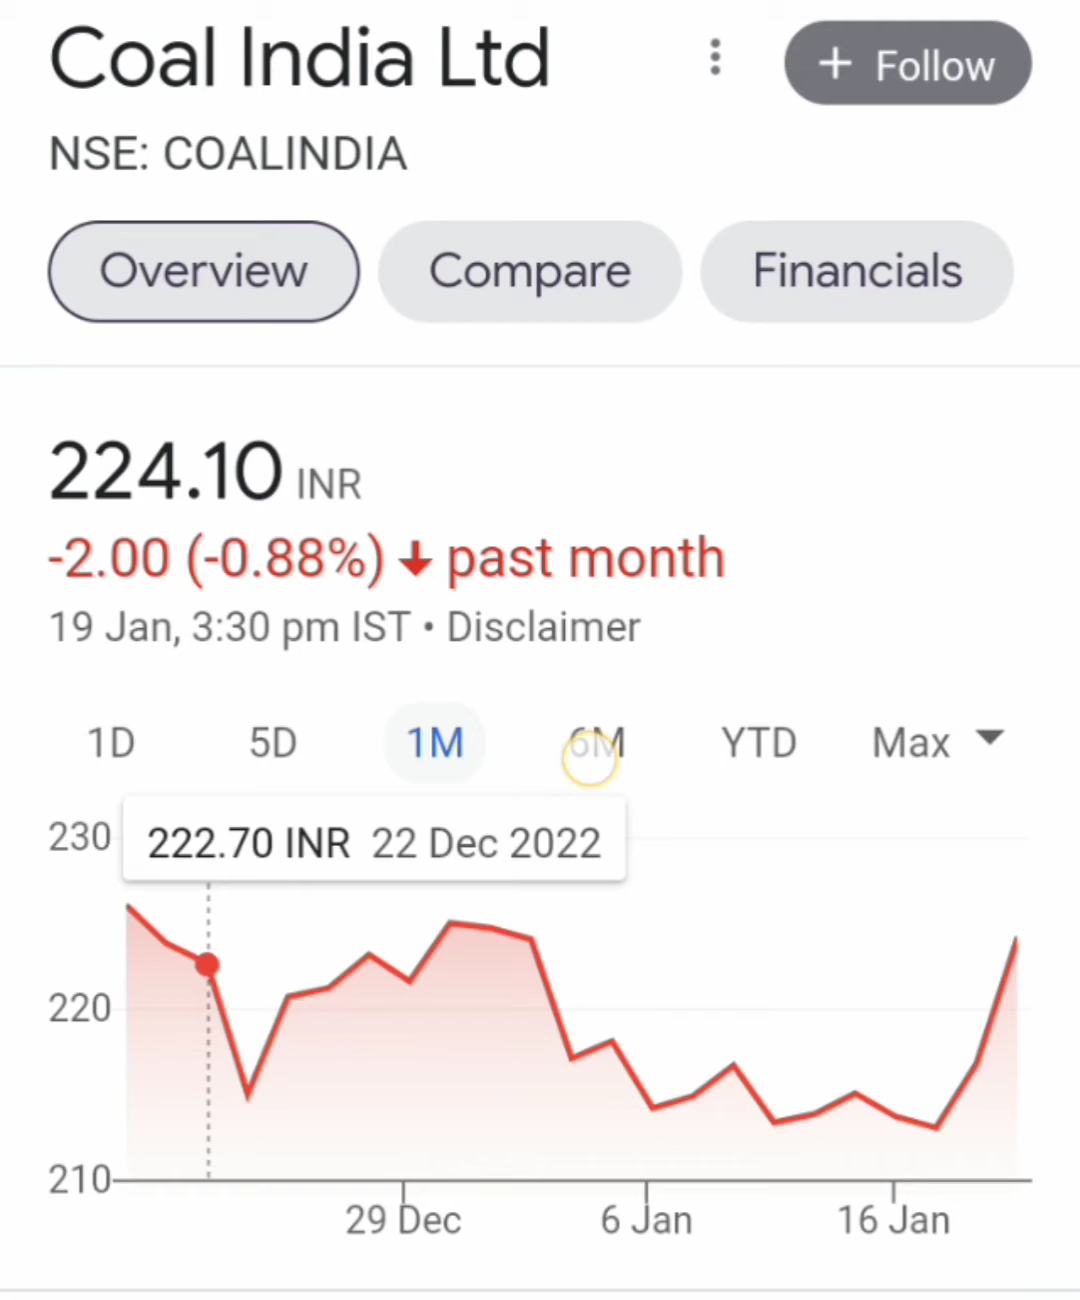 Coal India Ltd
+ Follow
NSE: COALINDIA
Overview Compare Financials
224.10 INR
-2.00 (-0.88%) ↓ past month
19 Jan, 3:30 pm IST • Disclaimer
1D 5D 1M 6M YTD Max
230
222.70 INR 22 Dec 2022
220
210
29 Dec 6 Jan 16 Jan